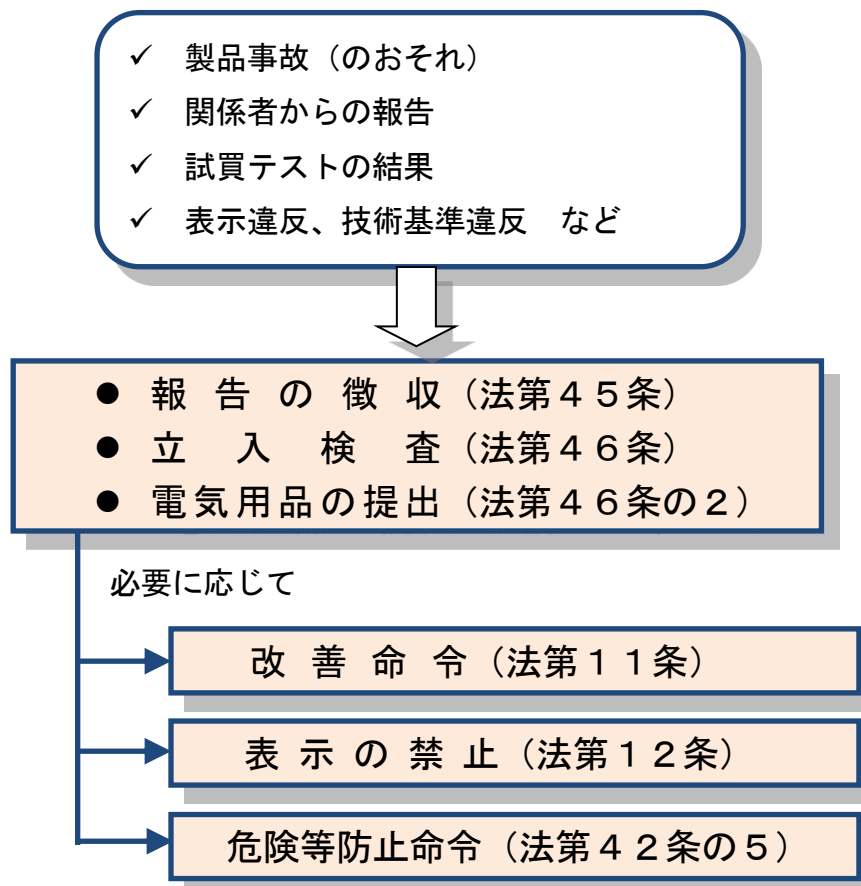 ✓ 製品事故（のおそれ）
✓ 関係者からの報告
✓ 試買テストの結果
✓ 表示違反、技術基準違反　など
● 報告の徴収（法第４５条）
● 立入検査（法第４６条）
● 電気用品の提出（法第４６条の２）
必要に応じて
改善命令（法第１１条）
表示の禁止（法第１２条）
危険等防止命令（法第４２条の５）